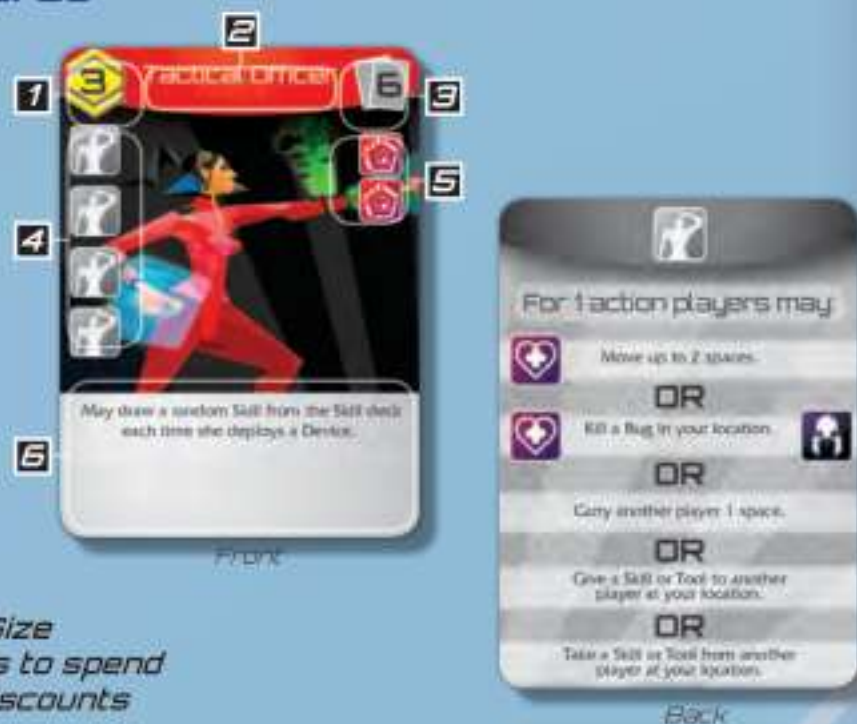 2
1
3
Tactical Officer
6
3
5
4
May draw a random Skill from the Skill deck
each time she deploys a Device.
6
Front
For 1 action players may:
Move up to 2 spaces.
OR
Kill a Bug in your location.
OR
Carry another player 1 space.
OR
Give a Skill or Tool to another
player at your location.
OR
Take a Skill or Tool from another
player at your location.
Back
Size
to spend